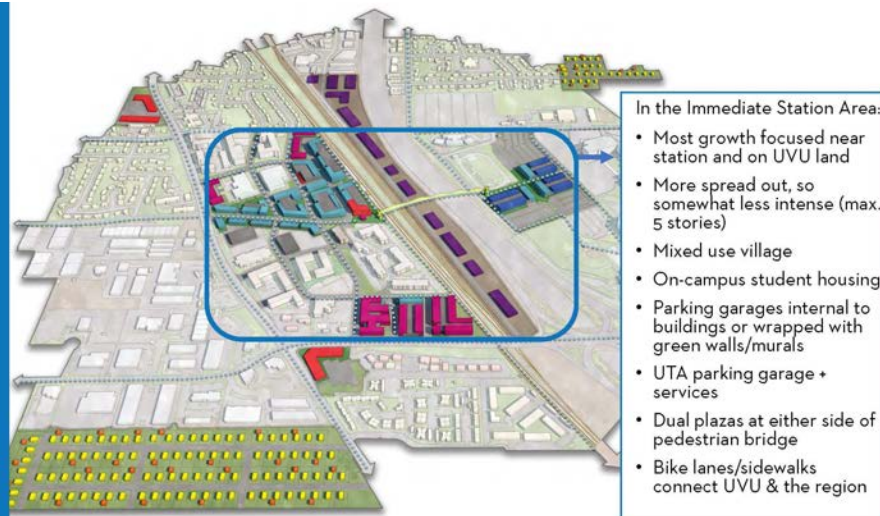 In the Immediate Station Area:
• Most growth focused near
station and on UVU land
• More spread out, so
somewhat less intense (max.
5 stories)
• Mixed use village
• On-campus student housing
• Parking garages internal to
buildings or wrapped with
green walls/murals
• UTA parking garage +
services
• Dual plazas at either side of
pedestrian bridge
• Bike lanes/sidewalks
connect UVU & the region